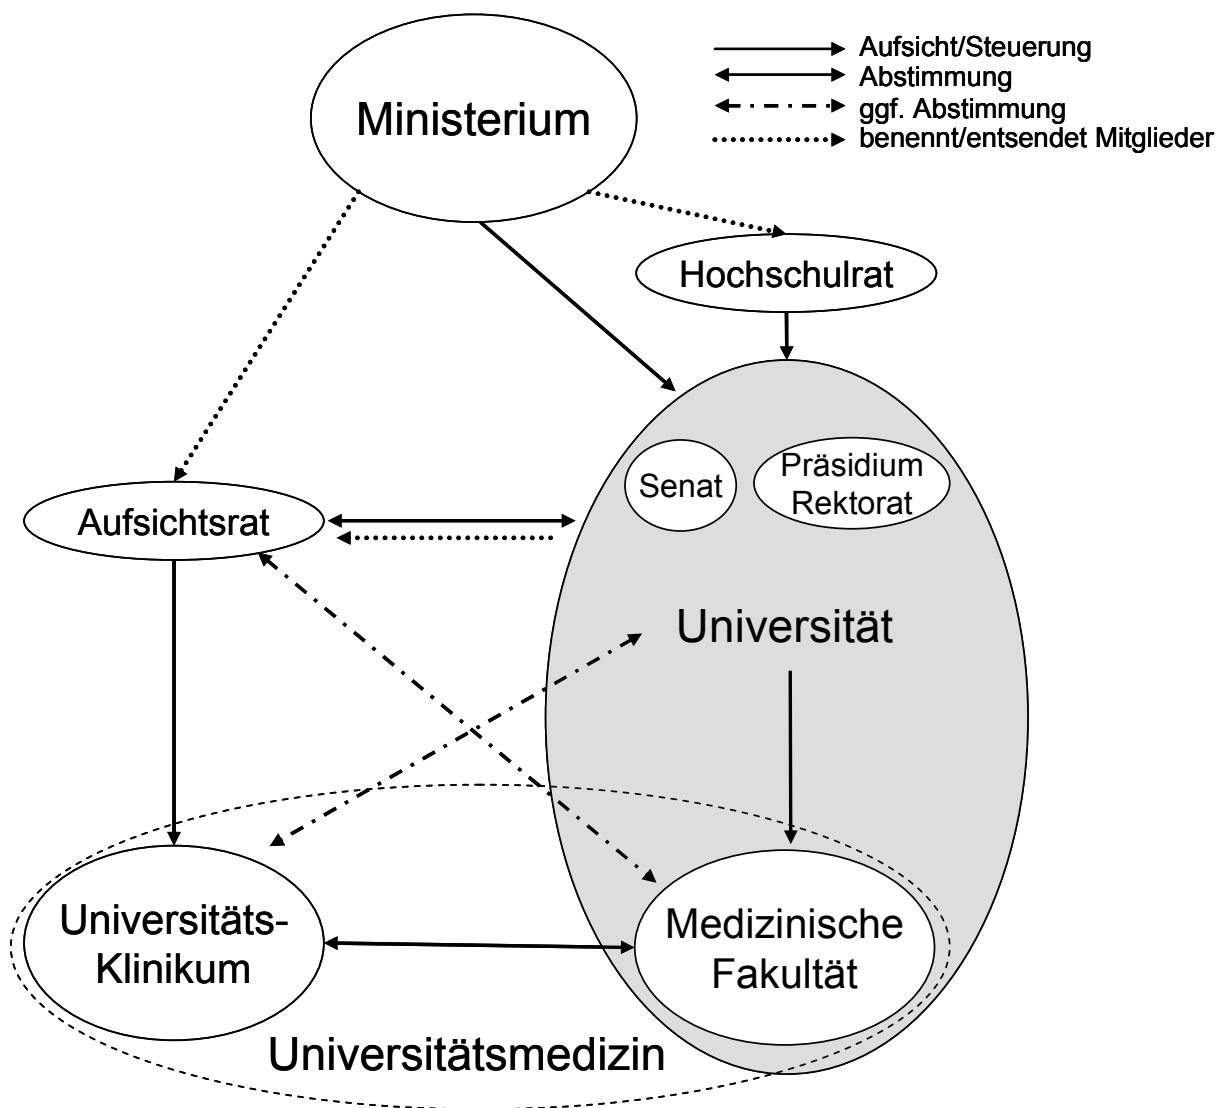 Aufsicht/Steuerung
Abstimmung
ggf. Abstimmung
benennt/entsendet Mitglieder
Ministerium
Hochschulrat
Senat
Präsidium
Rektorat
Aufsichtsrat
Universität
Universitäts-
Klinikum
Medizinische
Fakultät
Universitätsmedizin